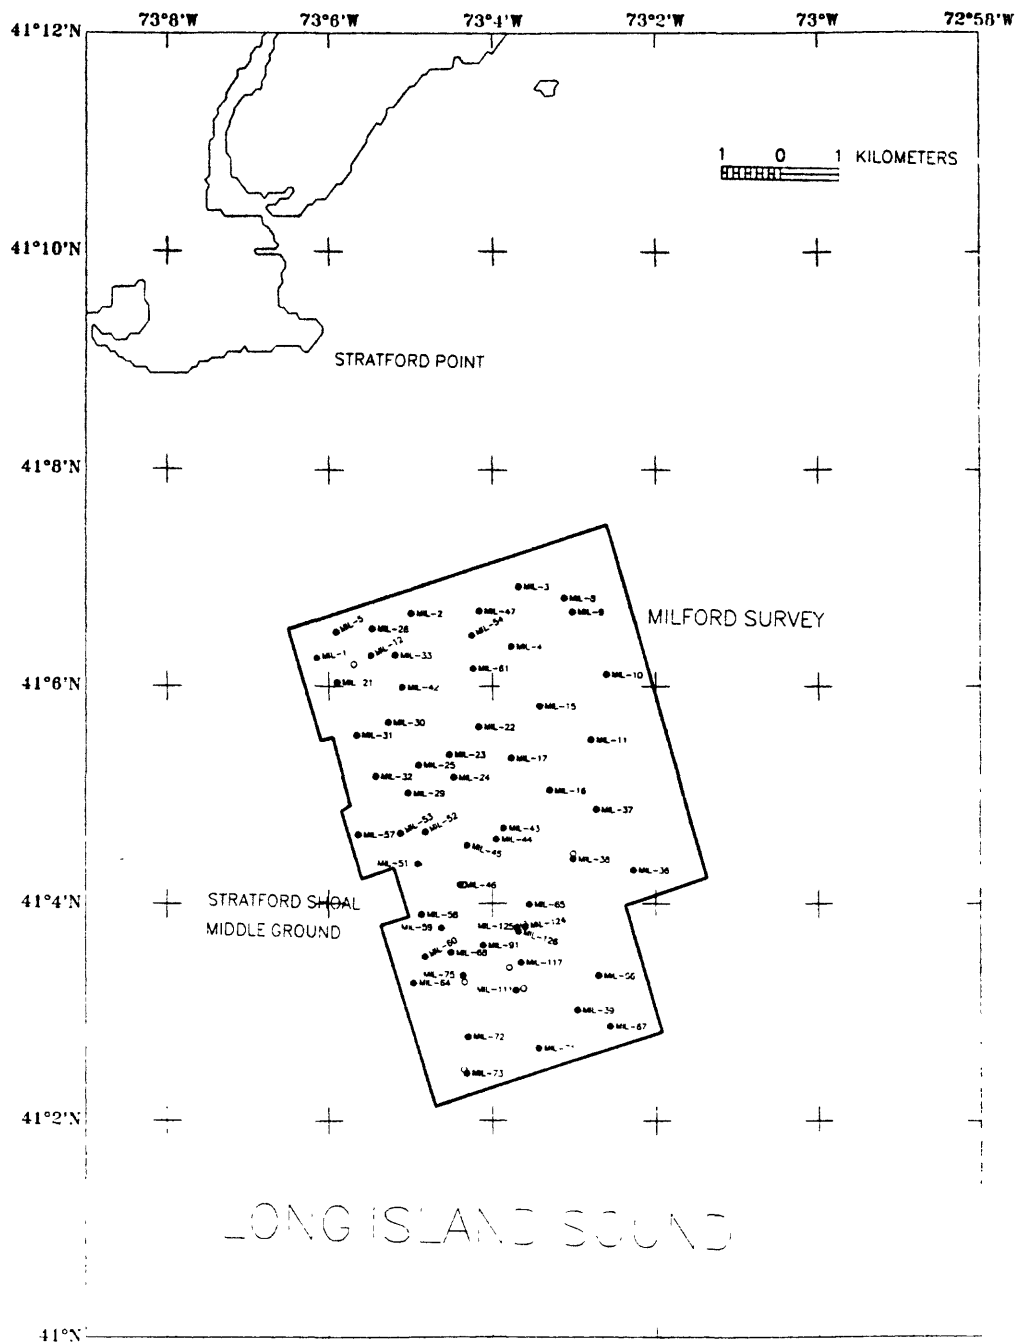 73°8'W 73°6'W 73°4'W 73°2'W 73°W 72°58'W
41°12'N
1 0 1 KILOMETERS
41°10'N
STRATFORD POINT
41°8'N
MIL-3
MIL-8
MIL-2 MIL-47 MIL-9
MILFORD SURVEY
MIL-5 MIL-28 MIL-54
MIL-1 MIL-12 MIL-33 MIL-4
MIL-61
MIL-10
41°6'N
MIL-21 MIL-42
MIL-15
MIL-30 MIL-22
MIL-31 MIL-11
MIL-23 MIL-17
MIL-25
MIL-32 MIL-24
MIL-29 MIL-16
MIL-37
MIL-57 MIL-53 MIL-52 MIL-43
MIL-45 MIL-44
MIL-51 MIL-38
MIL-36
MIL-46
41°4'N
STRATFORD SHOAL
MIDDLE GROUND
MIL-65
MIL-58
MIL-59 MIL-125 MIL-124
MIL-126
MIL-91
MIL-60 MIL-68
MIL-117
MIL-75
MIL-64 MIL-111
MIL-39
MIL-67
MIL-72
MIL-73
41°2'N
LONG ISLAND SOUND
41°N